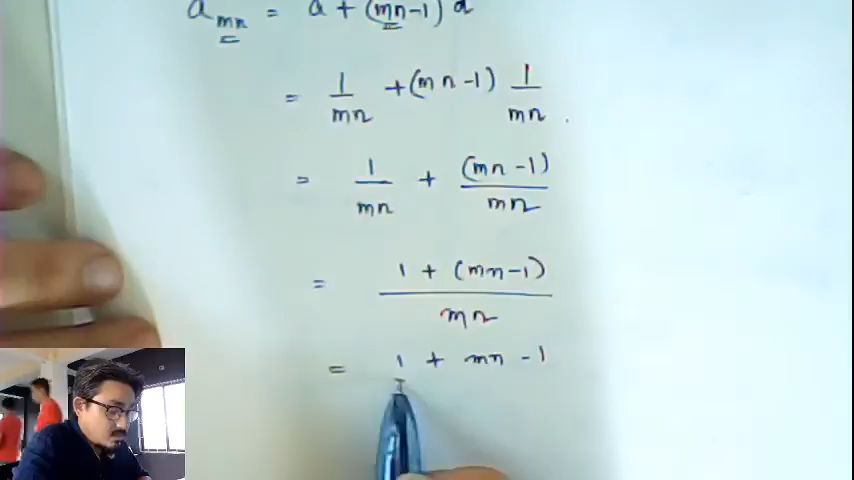 a_mn = a + (mn-1) d
= 1/mn + (mn-1) 1/mn .
= 1/mn + (mn-1)/mn
= 1 + (mn-1)/mn
= 1 + mn - 1